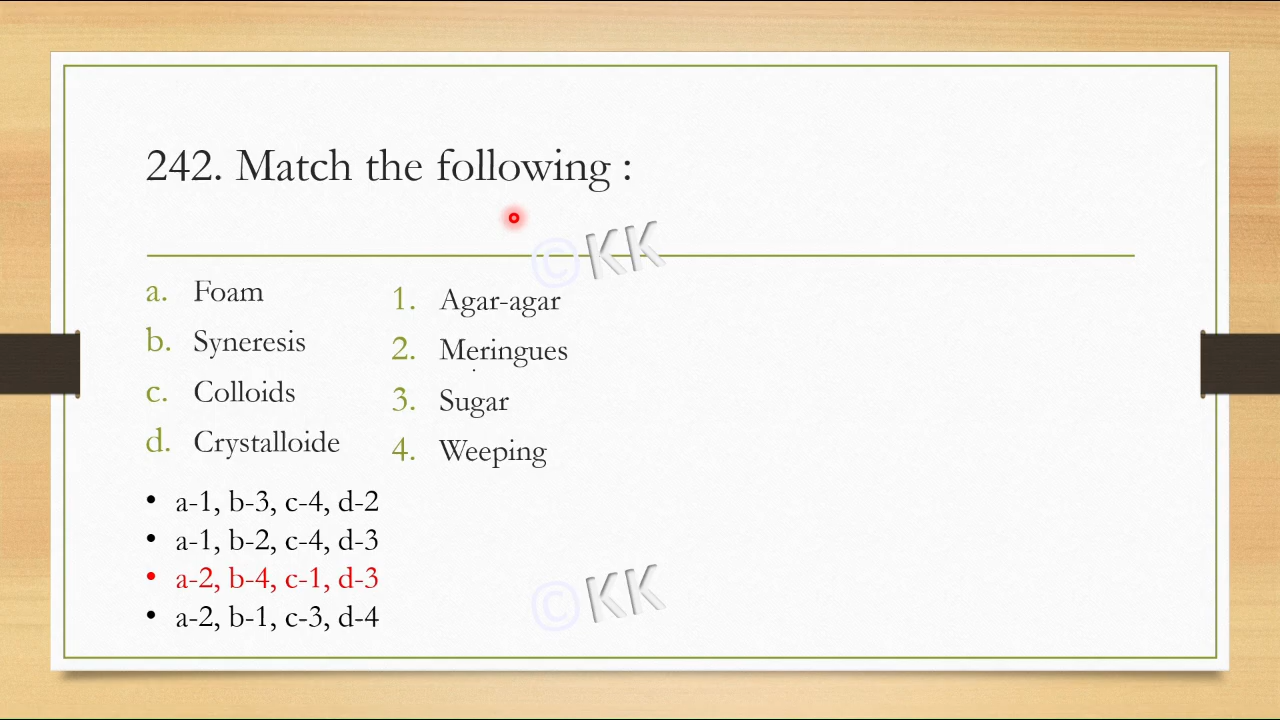 242. Match the following :
©KK
a. Foam
b. Syneresis
c. Colloids
d. Crystalloide
1. Agar-agar
2. Meringues
3. Sugar
4. Weeping
• a-1, b-3, c-4, d-2
• a-1, b-2, c-4, d-3
• a-2, b-4, c-1, d-3
• a-2, b-1, c-3, d-4
©KK